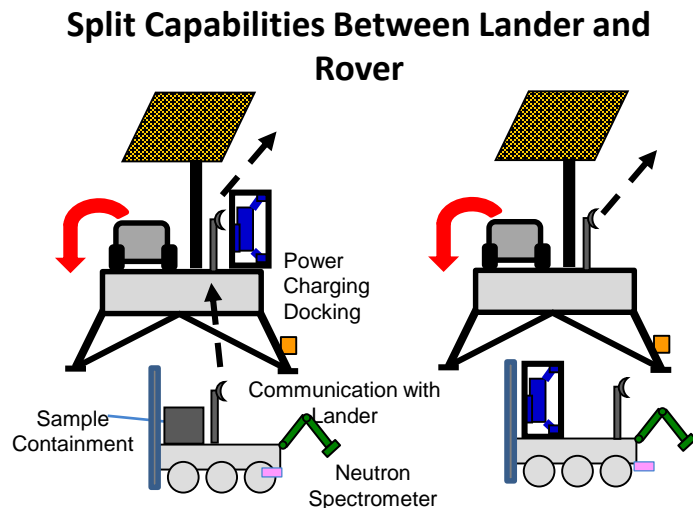 Split Capabilities Between Lander and
Rover
Power
Charging
Docking
Communication with
Lander
Sample
Containment
Neutron
Spectrometer